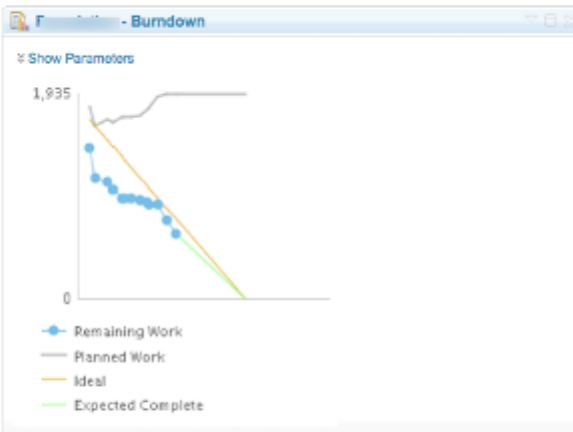 - Burndown
Show Parameters
1,935
0
Remaining Work
Planned Work
Ideal
Expected Complete